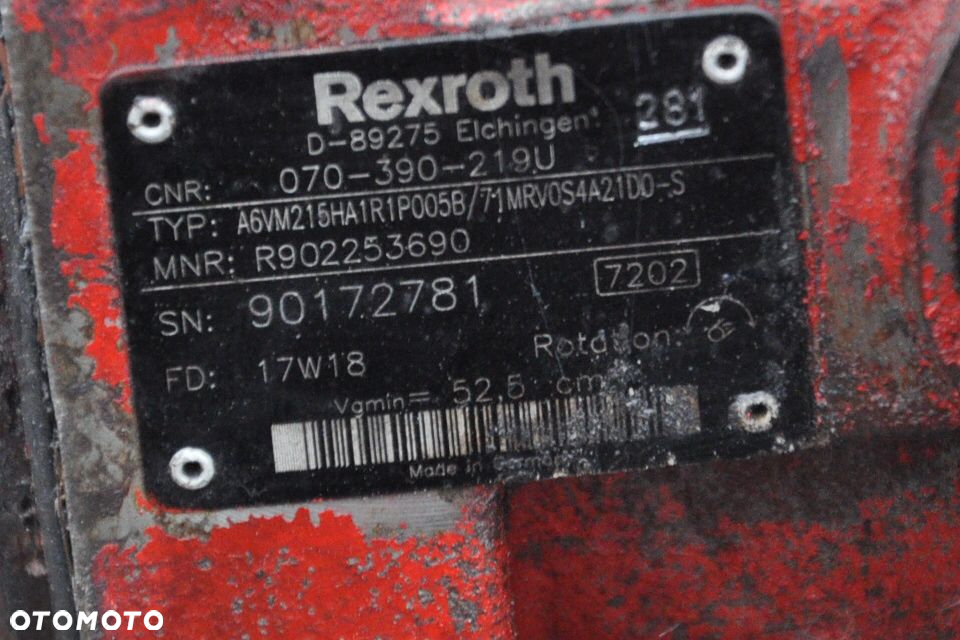 Rexroth
D-89275 Elchingen
281
CNR: 070-390-219U
TYP: A6VM215HA1R1P005B/71MRV0S4A21D0-S
MNR: R902253690
SN: 90172781
7202
FD: 17W18
Rotation:
Vgmin= 52,5 cm
Made in Germany
OTOMOTO